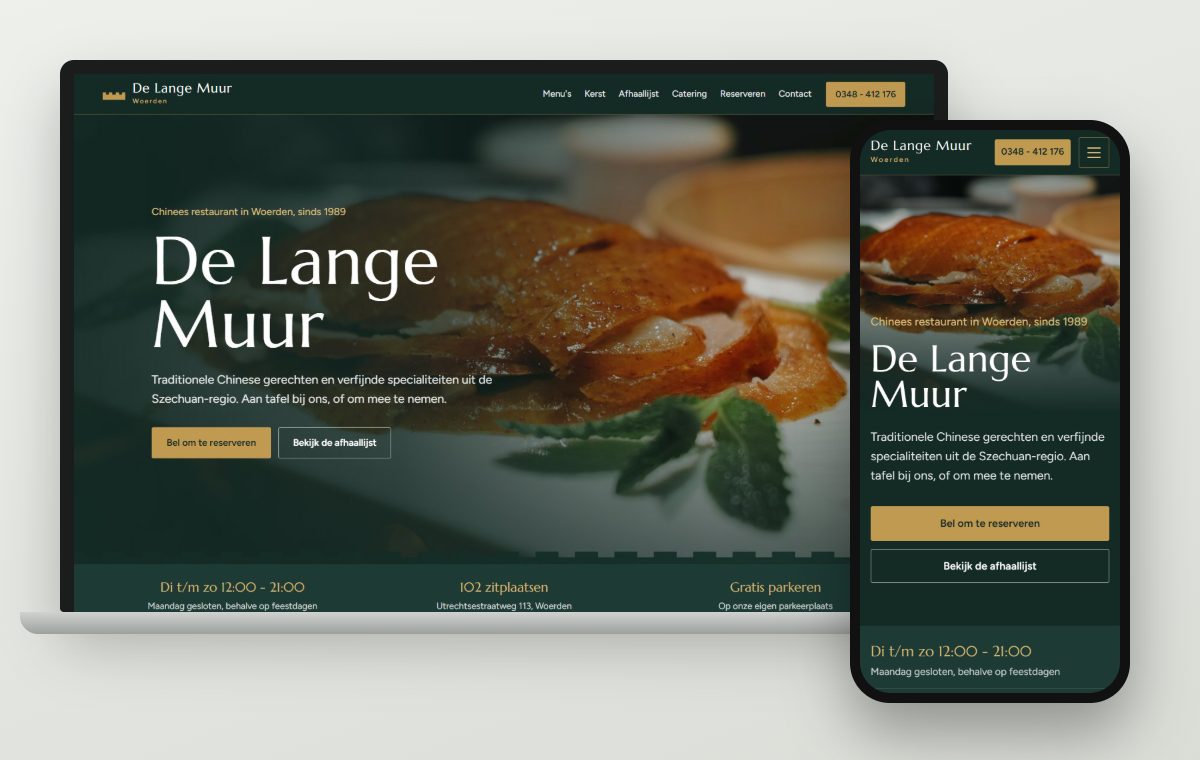 De Lange Muur
Woerden
Menu's Kerst Afhaallijst Catering Reserveren Contact 0348 - 412 176
Chinees restaurant in Woerden, sinds 1989
De Lange
Muur
Traditionele Chinese gerechten en verfijnde specialiteiten uit de
Szechuan-regio. Aan tafel bij ons, of om mee te nemen.
Bel om te reserveren Bekijk de afhaallijst
Di t/m zo 12:00 - 21:00 102 zitplaatsen Gratis parkeren
Maandag gesloten, behalve op feestdagen Utrechtsestraatweg 113, Woerden Op onze eigen parkeerplaats
De Lange Muur
Woerden
0348 - 412 176
Chinees restaurant in Woerden, sinds 1989
De Lange
Muur
Traditionele Chinese gerechten en verfijnde
specialiteiten uit de Szechuan-regio. Aan
tafel bij ons, of om mee te nemen.
Bel om te reserveren
Bekijk de afhaallijst
Di t/m zo 12:00 - 21:00
Maandag gesloten, behalve op feestdagen